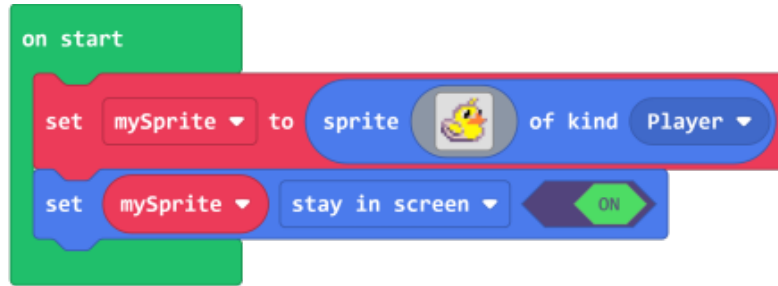 on start
set mySprite to sprite of kind Player
set mySprite stay in screen ON